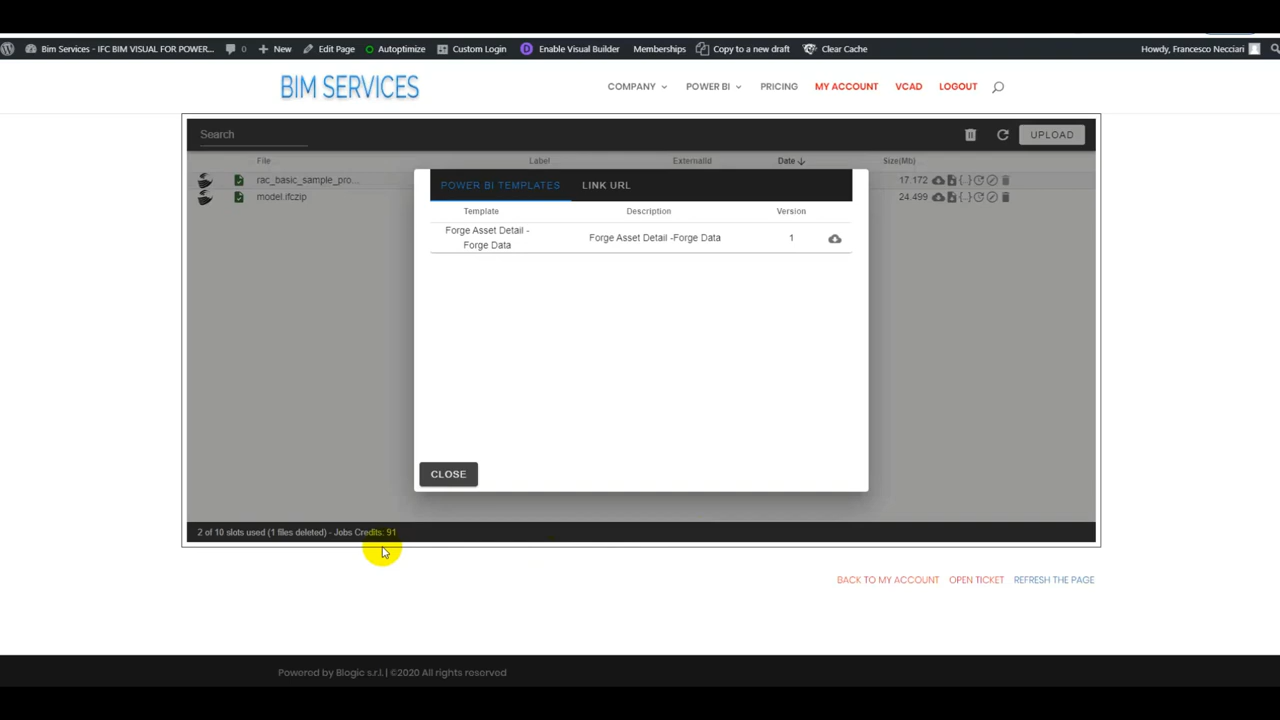 Bim Services - IFC BIM VISUAL FOR POWER... 0 New Edit Page Autoptimize Custom Login Enable Visual Builder Memberships Copy to a new draft Clear Cache Howdy, Francesco Necciari
BIM SERVICES COMPANY POWER BI PRICING MY ACCOUNT VCAD LOGOUT
Search UPLOAD
File Label ExternalId Date Size(Mb)
rac_basic_sample_pro... 17.172
model.ifczip 24.499
POWER BI TEMPLATES LINK URL
Template Description Version
Forge Asset Detail -
Forge Data
Forge Asset Detail -Forge Data 1
CLOSE
2 of 10 slots used (1 files deleted) - Jobs Credits: 91
BACK TO MY ACCOUNT OPEN TICKET REFRESH THE PAGE
Powered by Blogic s.r.l. | ©2020 All rights reserved